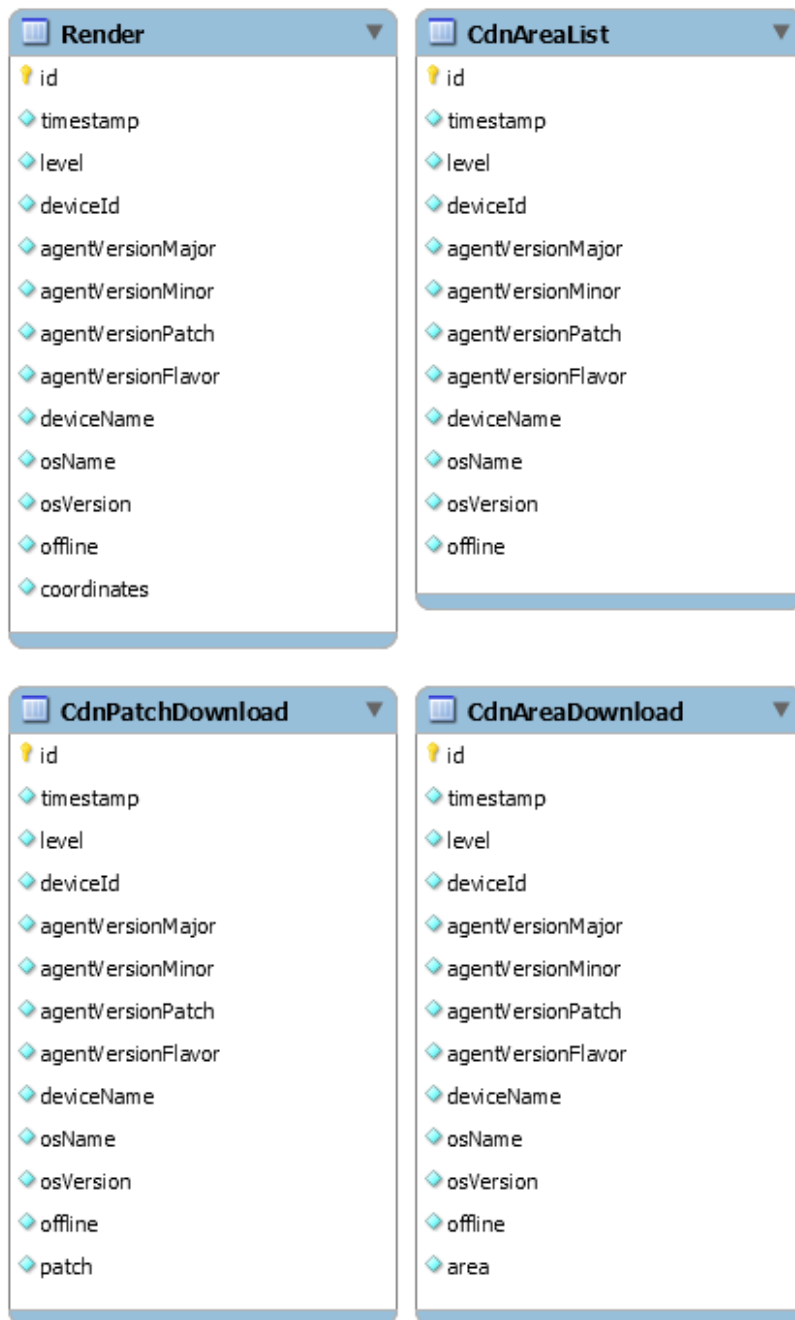 Render
id
timestamp
level
deviceId
agentVersionMajor
agentVersionMinor
agentVersionPatch
agentVersionFlavor
deviceName
osName
osVersion
offline
coordinates
CdnAreaList
id
timestamp
level
deviceId
agentVersionMajor
agentVersionMinor
agentVersionPatch
agentVersionFlavor
deviceName
osName
osVersion
offline
CdnPatchDownload
id
timestamp
level
deviceId
agentVersionMajor
agentVersionMinor
agentVersionPatch
agentVersionFlavor
deviceName
osName
osVersion
offline
patch
CdnAreaDownload
id
timestamp
level
deviceId
agentVersionMajor
agentVersionMinor
agentVersionPatch
agentVersionFlavor
deviceName
osName
osVersion
offline
area